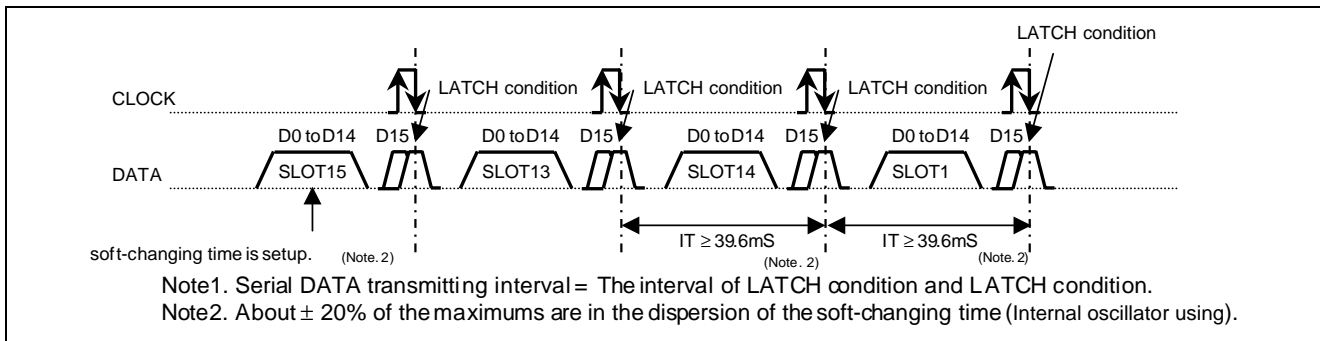 LATCH condition
CLOCK
LATCH condition LATCH condition LATCH condition
D0 to D14 D15 D0 to D14 D15 D0 to D14 D15 D0 to D14 D15
DATA
SLOT15 SLOT13 SLOT14 SLOT1
IT ≥ 39.6mS IT ≥ 39.6mS
soft-changing time is setup. (Note. 2) (Note. 2) (Note. 2)
Note1. Serial DATA transmitting interval = The interval of LATCH condition and LATCH condition.
Note2. About ± 20% of the maximums are in the dispersion of the soft-changing time (Internal oscillator using).